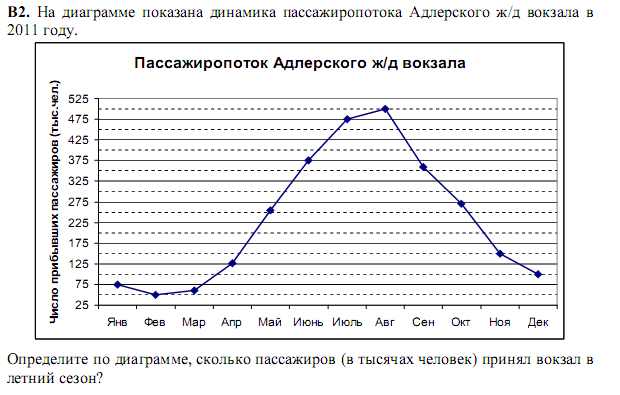 В2. На диаграмме показана динамика пассажиропотока Адлерского ж/д вокзала в
2011 году.
Пассажиропоток Адлерского ж/д вокзала
Число прибывших пассажиров (тыс.чел.)
525
475
425
375
325
275
225
175
125
75
25
Янв Фев Мар Апр Май Июнь Июль Авг Сен Окт Ноя Дек
Определите по диаграмме, сколько пассажиров (в тысячах человек) принял вокзал в
летний сезон?